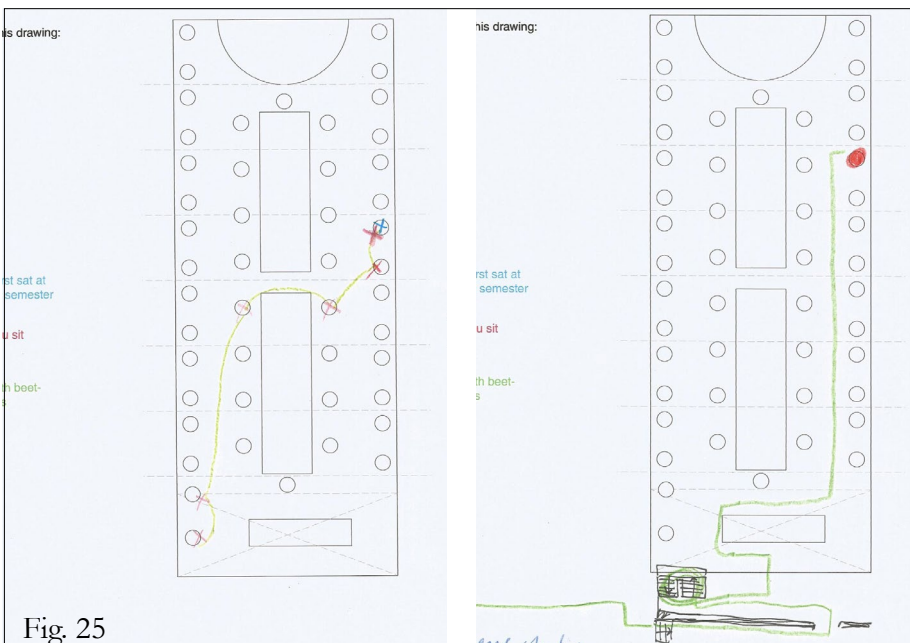 is drawing:
rst sat at
semester
u sit
th beet-
s
Fig. 25
his drawing:
rst sat at
semester
u sit
th beet-
s